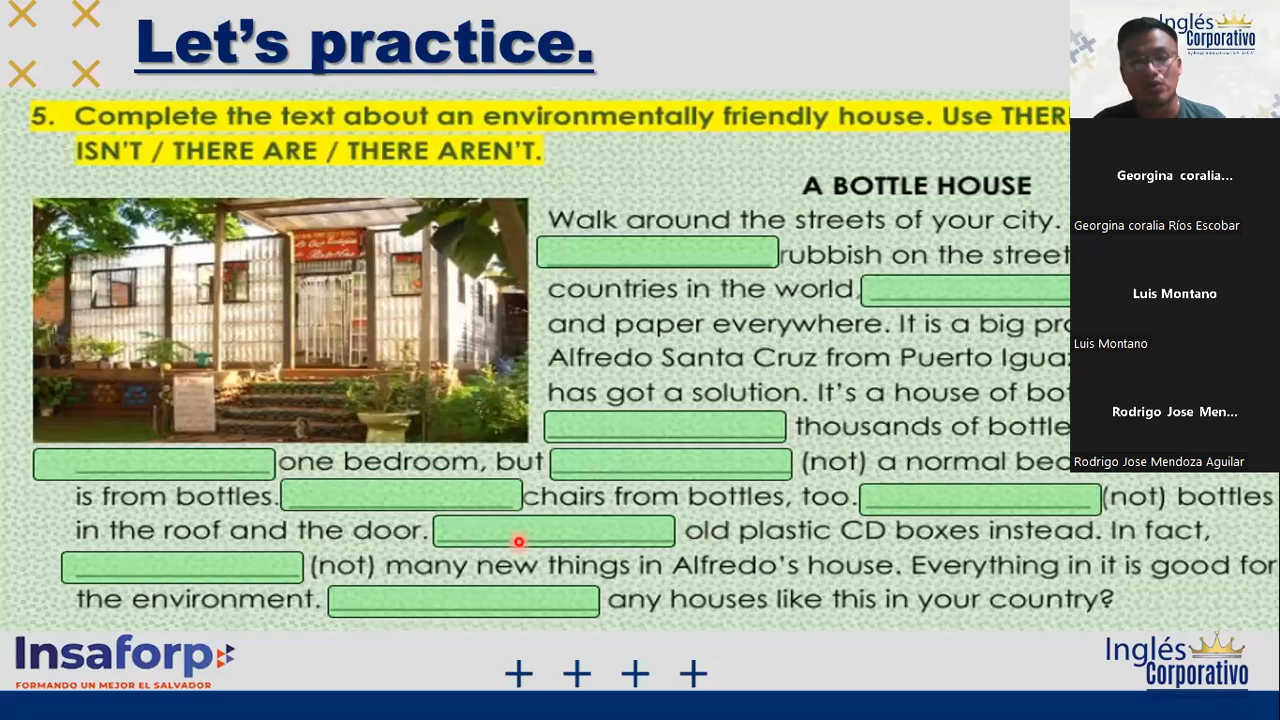 Let's practice.
Inglés
Corporativo
5. Complete the text about an environmentally friendly house. Use THER
ISN'T / THERE ARE / THERE AREN'T.
A BOTTLE HOUSE
Walk around the streets of your city.
rubbish on the street
countries in the world,
and paper everywhere. It is a big pro
Alfredo Santa Cruz from Puerto Iguaz
has got a solution. It's a house of bot
thousands of bottle
one bedroom, but (not) a normal bed
is from bottles. chairs from bottles, too. (not) bottles
in the roof and the door. old plastic CD boxes instead. In fact,
(not) many new things in Alfredo's house. Everything in it is good for
the environment. any houses like this in your country?
Georgina coralia...
Georgina coralia Ríos Escobar
Luis Montano
Luis Montano
Rodrigo Jose Men...
Rodrigo Jose Mendoza Aguilar
Insaforp
FORMANDO UN MEJOR EL SALVADOR
Inglés
Corporativo